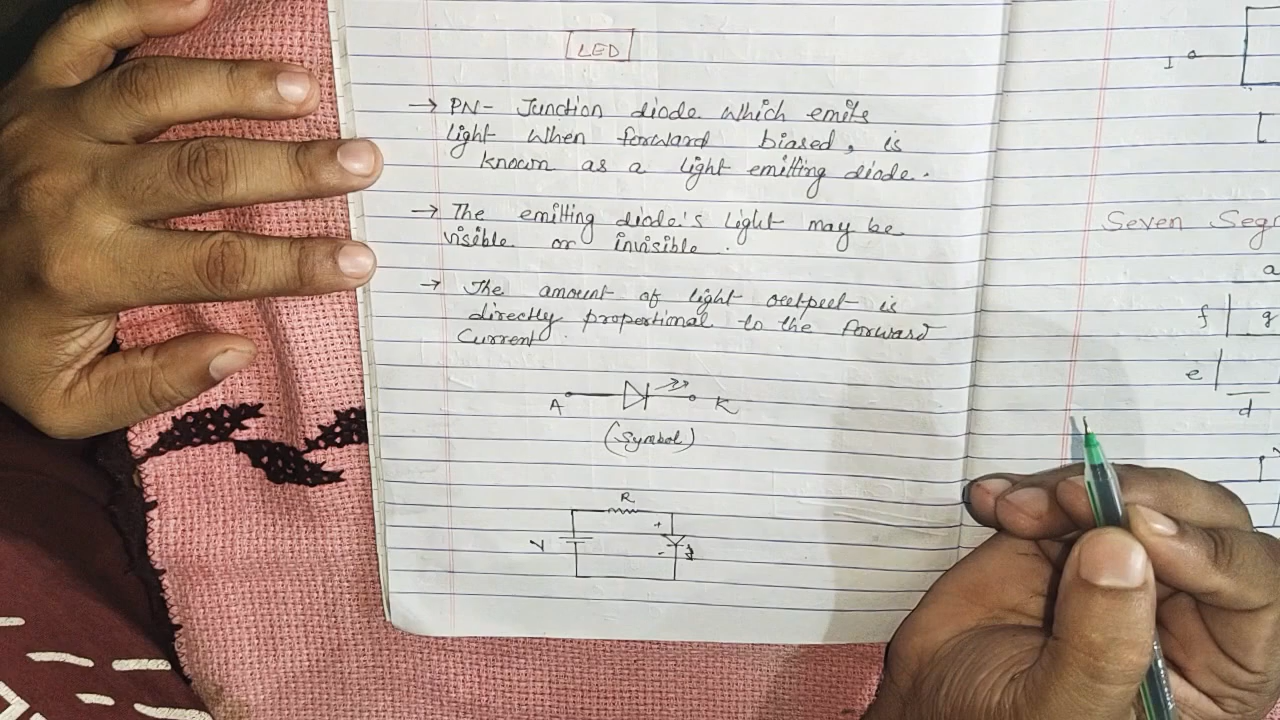 LED
→ PN- Junction diode which emits
light when forward biased, is
known as a light emitting diode.
→ The emitting diode's light may be
visible or invisible.
→ The amount of light output is
directly propertional to the forward
Current.
A K
(Symbol)
R
V + -
I
Seven Seg
a
f g
e
d